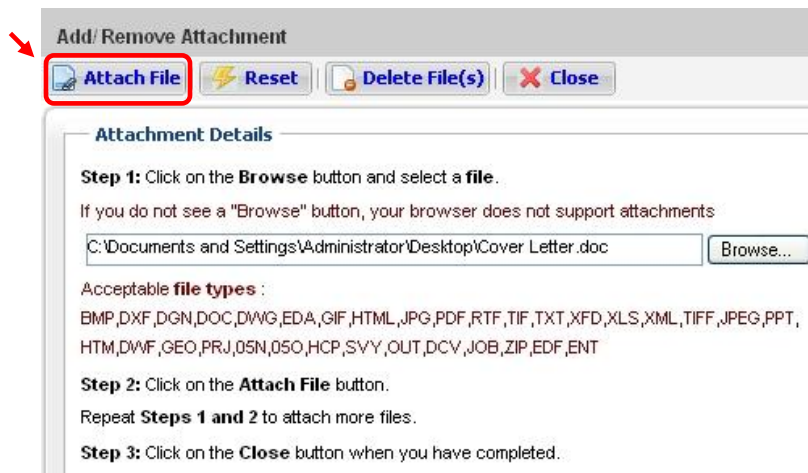 Add/Remove Attachment
Attach File Reset Delete File(s) Close
Attachment Details
Step 1: Click on the Browse button and select a file.
If you do not see a "Browse" button, your browser does not support attachments
C:\Documents and Settings\Administrator\Desktop\Cover Letter.doc Browse...
Acceptable file types :
BMP,DXF,DGN,DOC,DWG,EDA,GIF,HTML,JPG,PDF,RTF,TIF,TXT,XFD,XLS,XML,TIFF,JPEG,PPT,
HTM,DWF,GEO,PRJ,05N,05O,HCP,SVY,OUT,DCV,JOB,ZIP,EDF,ENT
Step 2: Click on the Attach File button.
Repeat Steps 1 and 2 to attach more files.
Step 3: Click on the Close button when you have completed.